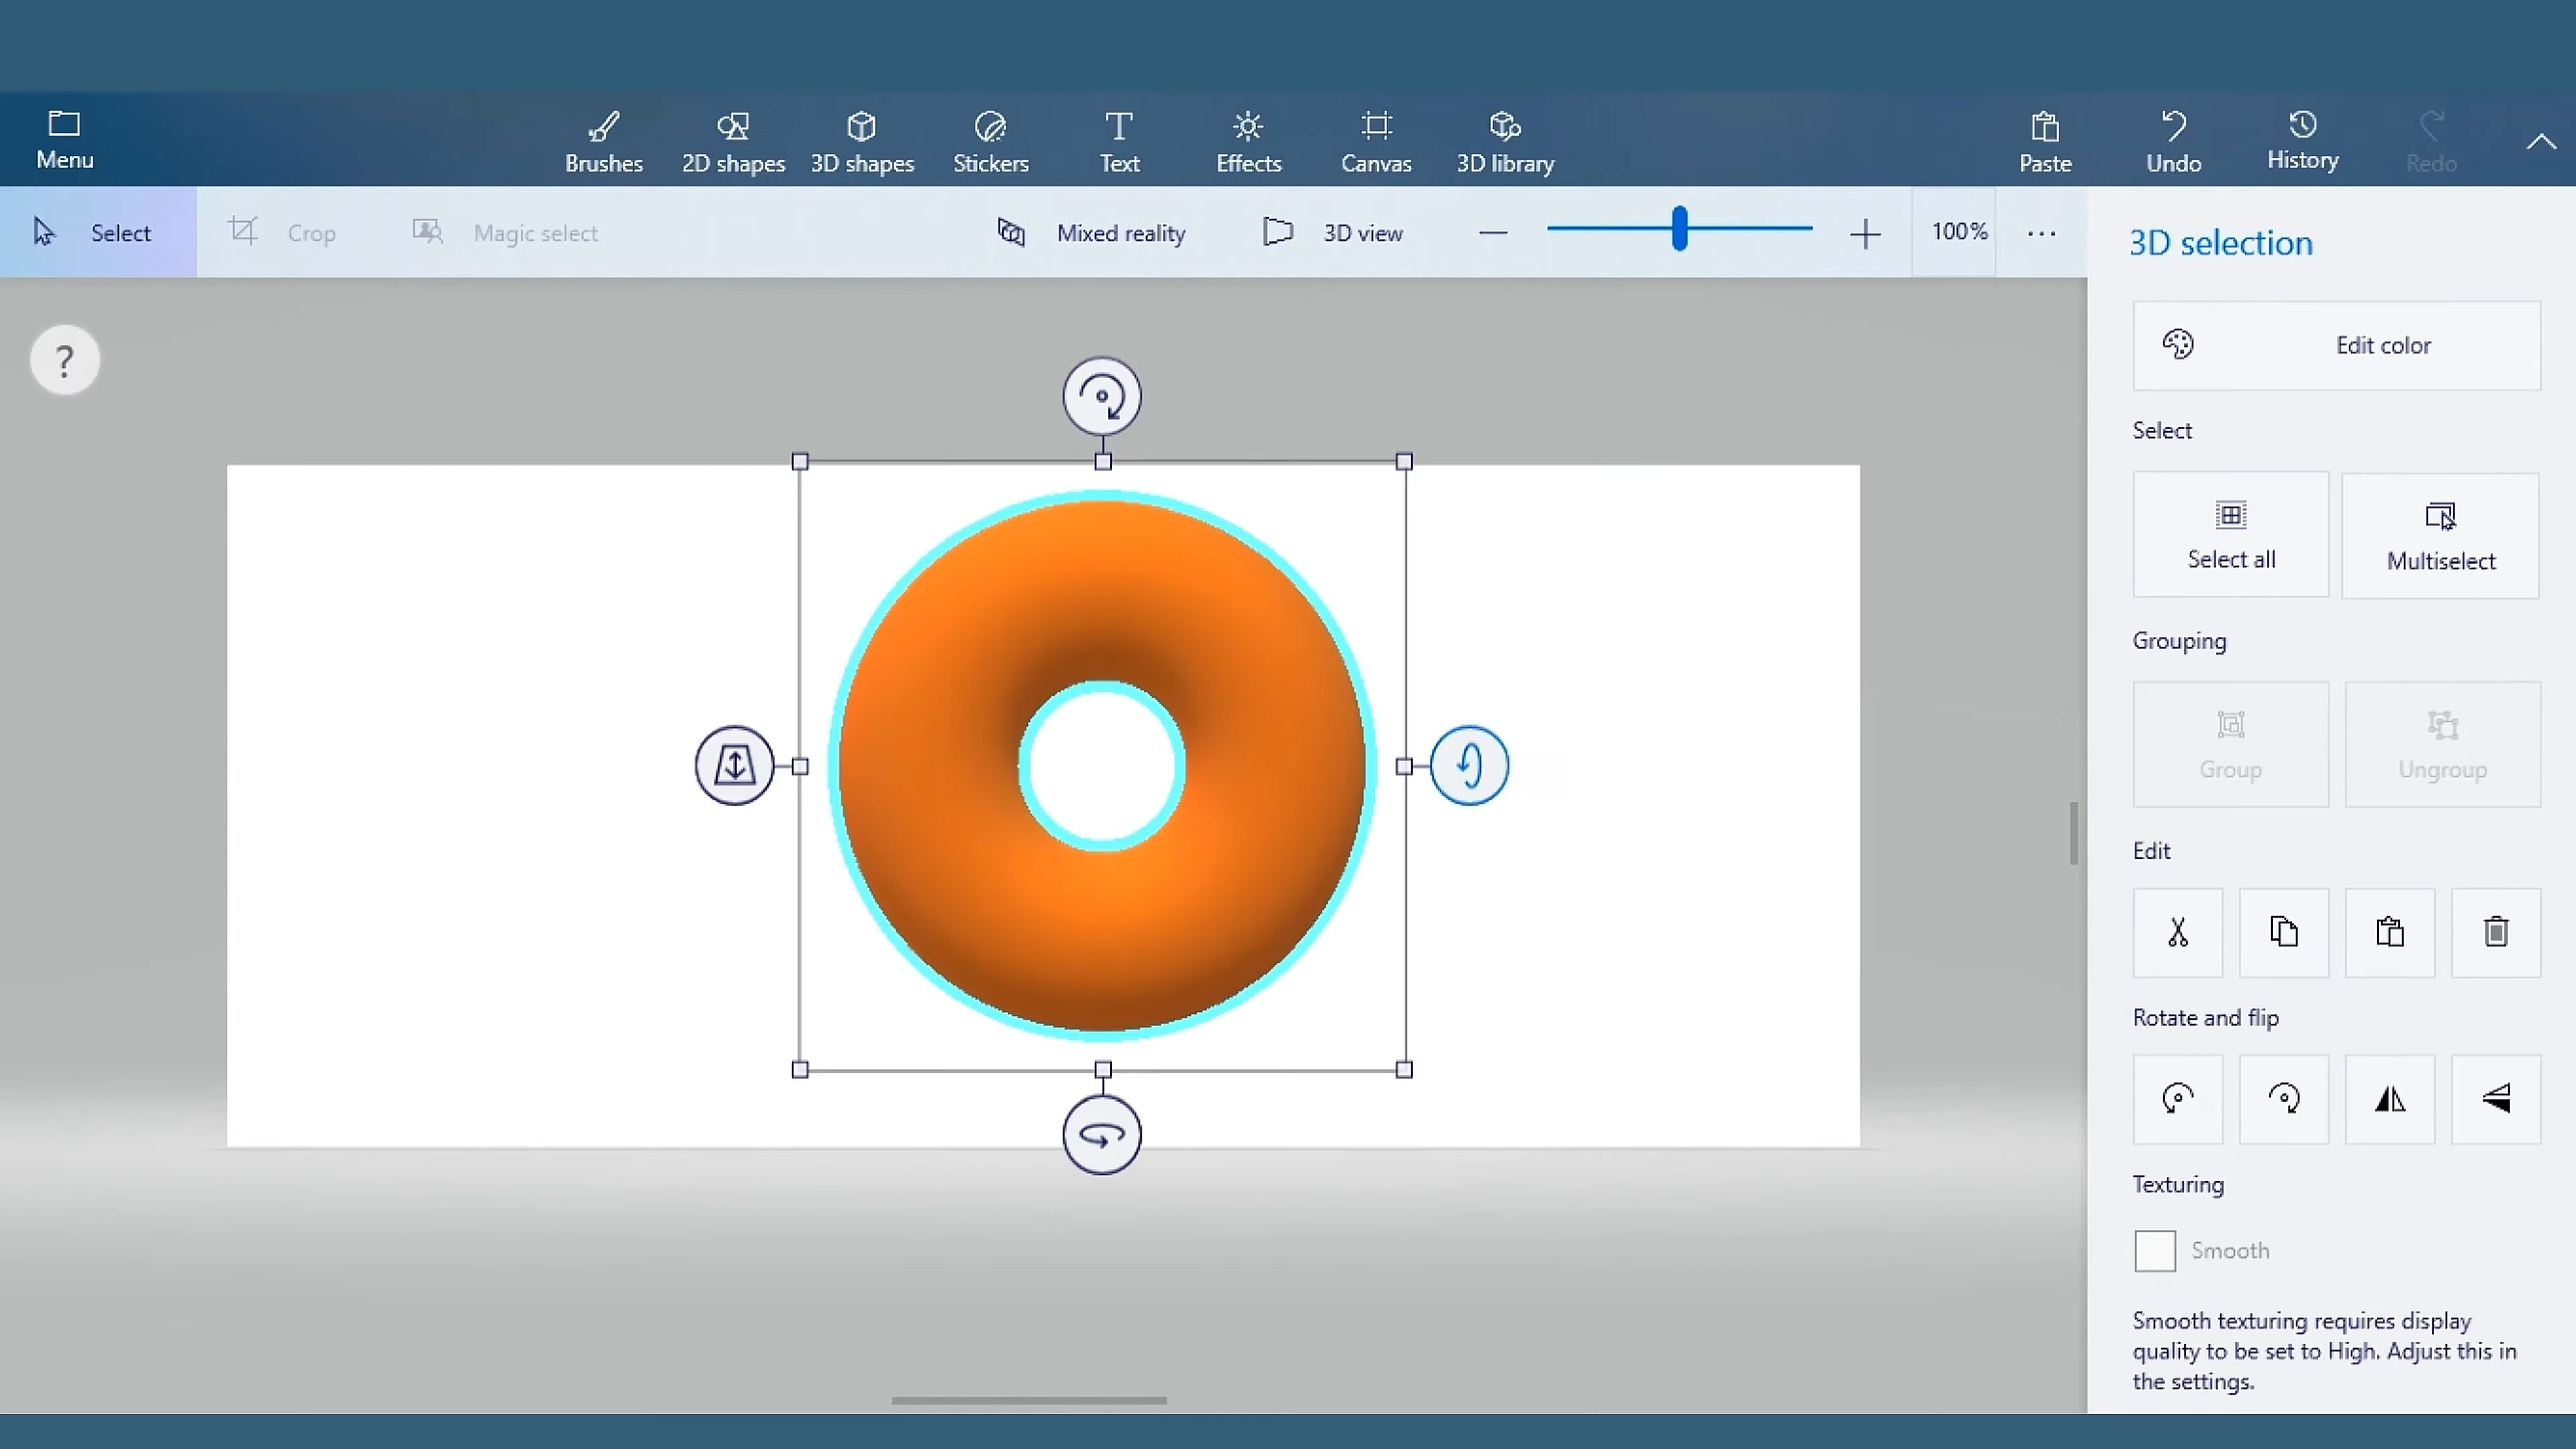 Menu
Brushes
2D shapes
3D shapes
Stickers
Text
Effects
Canvas
3D library
Paste
Undo
History
Redo
Select
Crop
Magic select
Mixed reality
3D view
100%
?
3D selection
Edit color
Select
Select all
Multiselect
Grouping
Group
Ungroup
Edit
Rotate and flip
Texturing
Smooth
Smooth texturing requires display
quality to be set to High. Adjust this in
the settings.